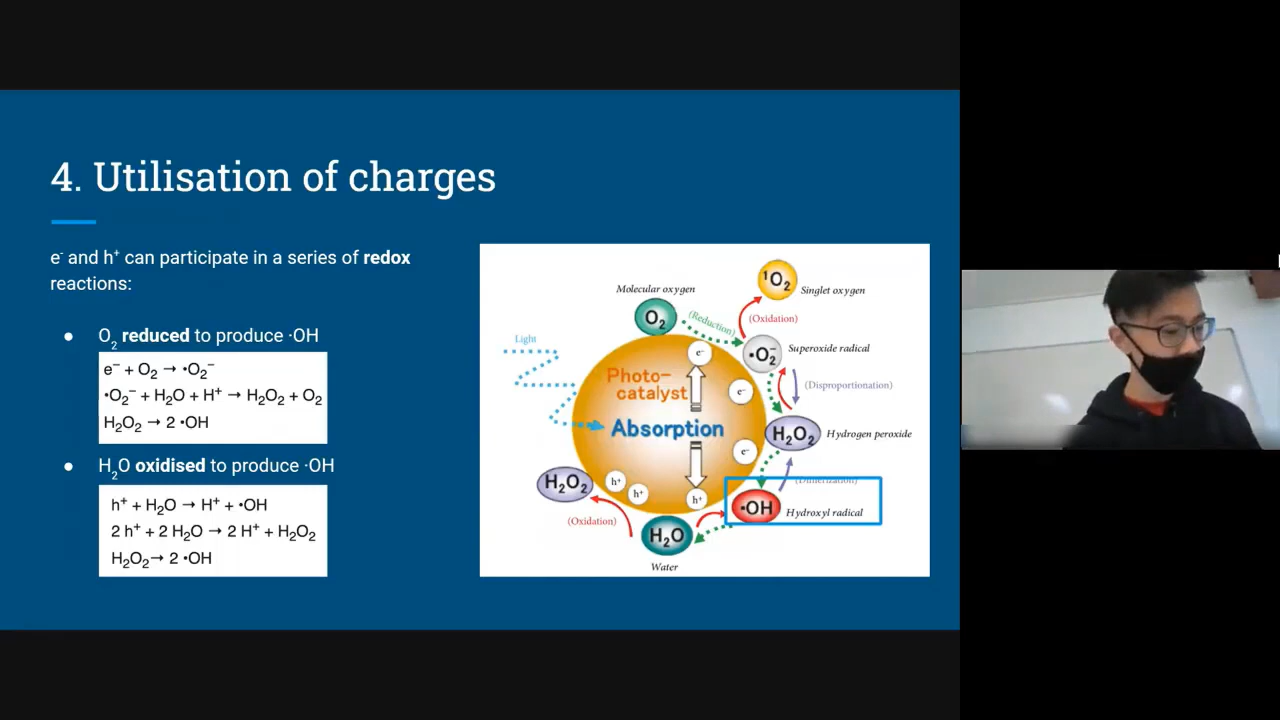 4. Utilisation of charges
e⁻ and h⁺ can participate in a series of redox
reactions:
● O₂ reduced to produce ·OH
e⁻ + O₂ → •O₂⁻
•O₂⁻ + H₂O + H⁺ → H₂O₂ + O₂
H₂O₂ → 2 •OH
● H₂O oxidised to produce ·OH
h⁺ + H₂O → H⁺ + •OH
2 h⁺ + 2 H₂O → 2 H⁺ + H₂O₂
H₂O₂→ 2 •OH
¹O₂
Singlet oxygen
Molecular oxygen
O₂
(Reduction)
(Oxidation)
Light
•O₂⁻
Superoxide radical
e⁻
Photo-
catalyst
e⁻
(Disproportionation)
Absorption
H₂O₂
Hydrogen peroxide
e⁻
H₂O₂
h⁺
h⁺
h⁺
(Dimerization)
•OH
Hydroxyl radical
(Oxidation)
H₂O
Water